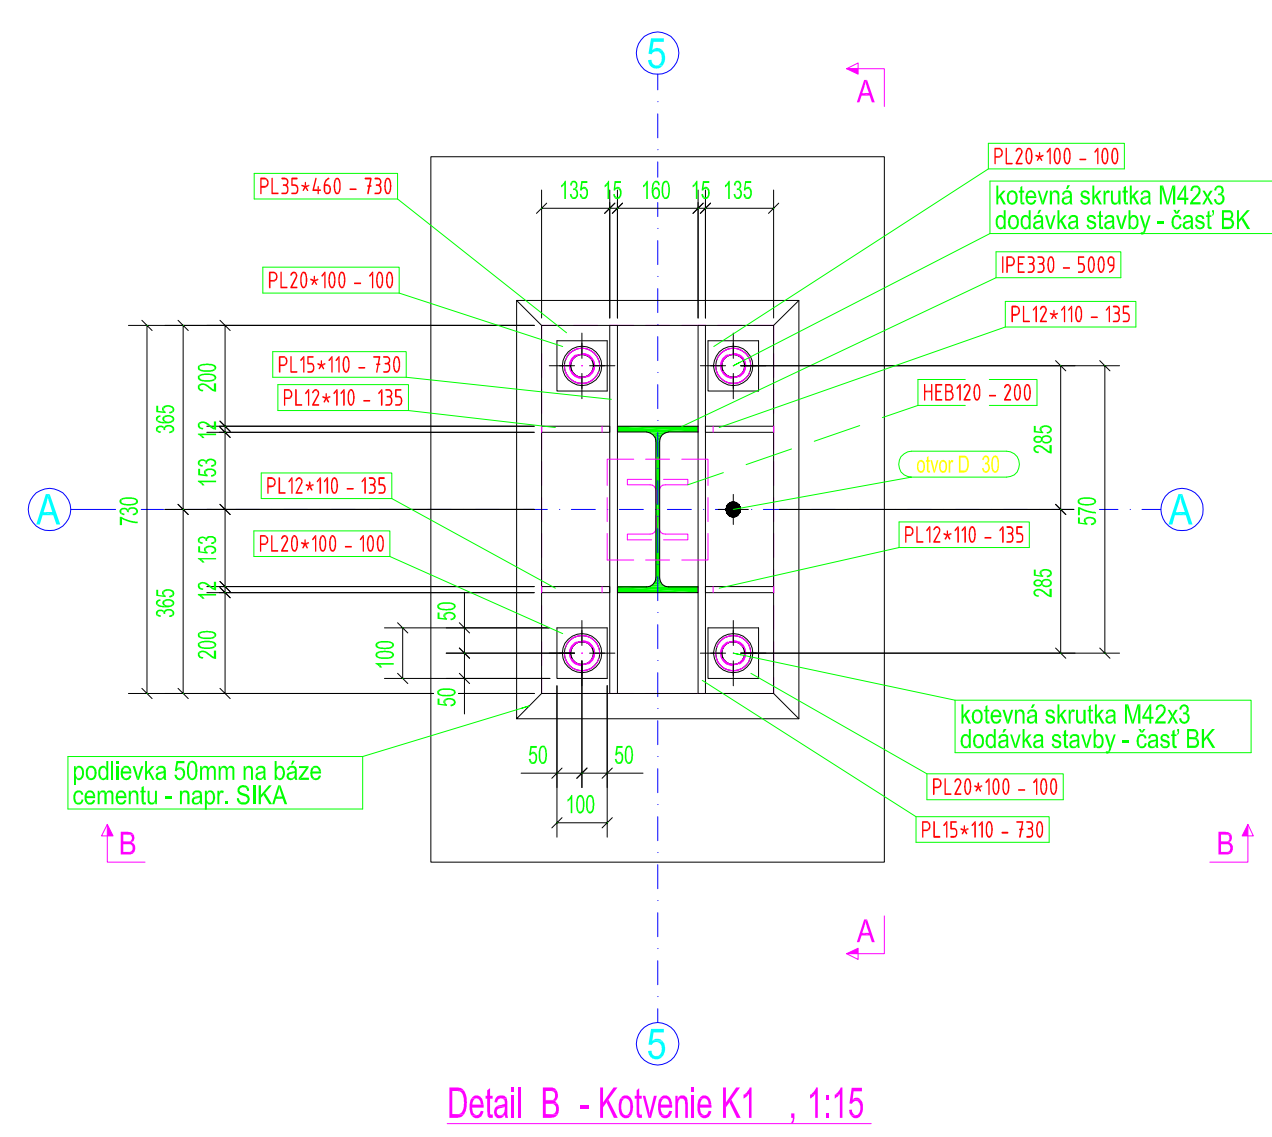 5
A
PL20*100 - 100
PL35*460 - 730
135
15
160
15
135
kotevná skrutka M42x3
dodávka stavby - časť BK
IPE330 - 5009
PL20*100 - 100
PL12*110 - 135
PL15*110 - 730
PL12*110 - 135
HEB120 - 200
200
365
12
153
285
otvor D 30
PL12*110 - 135
A
730
570
A
PL12*110 - 135
PL20*100 - 100
153
12
365
285
50
200
100
50
kotevná skrutka M42x3
dodávka stavby - časť BK
50
50
podlievka 50mm na báze
cementu - napr. SIKA
PL20*100 - 100
100
PL15*110 - 730
B
B
A
5
Detail B - Kotvenie K1 , 1:15